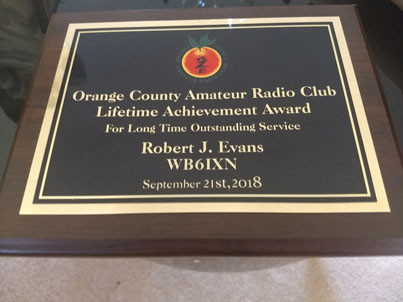 Orange County Amateur Radio Club
Lifetime Achievement Award
For Long Time Outstanding Service
Robert J. Evans
WB6IXN
September 21st, 2018